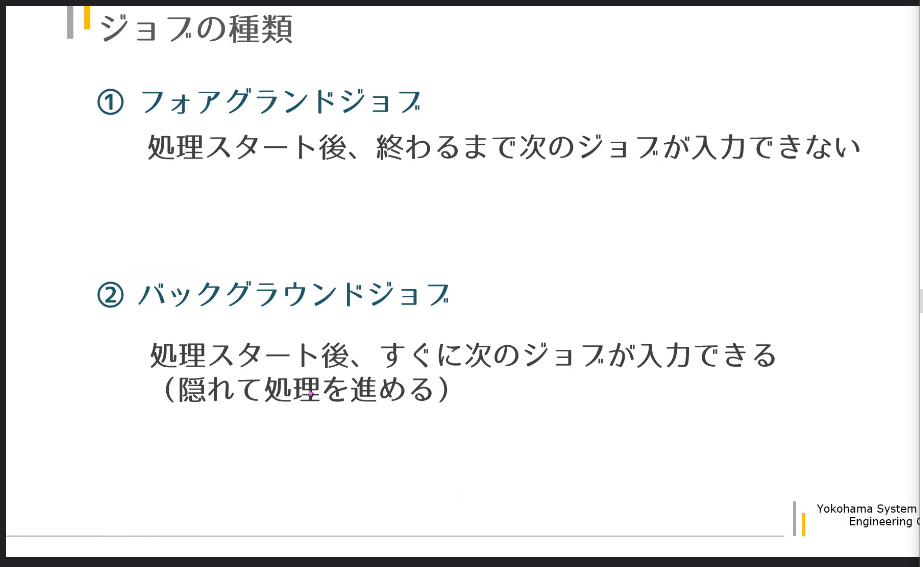 ジョブの種類
① フォアグランドジョブ
処理スタート後、終わるまで次のジョブが入力できない
② バックグラウンドジョブ
処理スタート後、すぐに次のジョブが入力できる
（隠れて処理を進める）
Yokohama System
Engineering